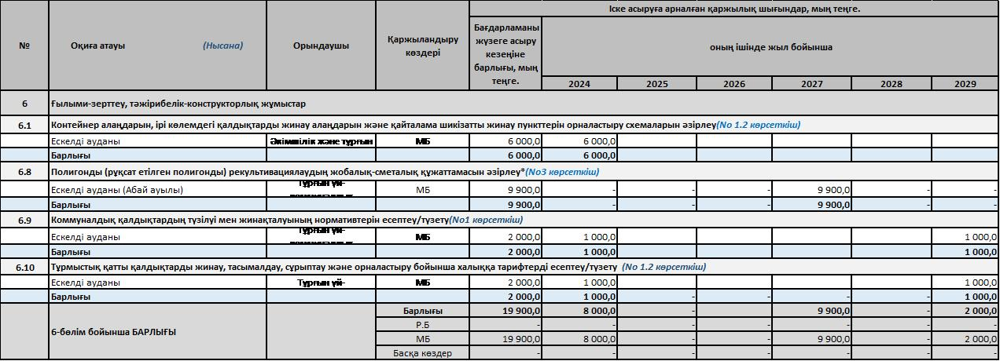 № Оқиға атауы (Нысана) Орындаушы Қаржыландыру көздері Іске асыруға арналған қаржылық шығындар, мың теңге.
Бағдарламаны жүзеге асыру кезеңіне барлығы, мың теңге. оның ішінде жыл бойынша
2024 2025 2026 2027 2028 2029
6 Ғылыми-зерттеу, тәжірибелік-конструкторлық жұмыстар
6.1 Контейнер алаңдарын, ірі көлемдегі қалдықтарды жинау алаңдарын және қайталама шикізатты жинау пункттерін орналастыру схемаларын әзірлеу(No 1.2 көрсеткіш)
Ескелді ауданы Әкімшілік және тұрғын МБ 6 000,0 6 000,0
Барлығы 6 000,0 6 000,0
6.8 Полигонды (рұқсат етілген полигонды) рекультивациялаудың жобалық-сметалық құжаттамасын әзірлеу*(No3 көрсеткіш)
Ескелді ауданы (Абай ауылы) Тұрғын үй- МБ 9 900,0 - - - 9 900,0 - -
Барлығы 9 900,0 - - - 9 900,0 - -
6.9 Коммуналдық қалдықтардың түзілуі мен жинақталуының нормативтерін есептеу/түзету(No1 көрсеткіш)
Ескелді ауданы Тұрғын үй- МБ 2 000,0 1 000,0 1 000,0
Барлығы 2 000,0 1 000,0 1 000,0
6.10 Тұрмыстық қатты қалдықтарды жинау, тасымалдау, сұрыптау және орналастыру бойынша халыққа тарифтерді есептеу/түзету (No 1.2 көрсеткіш)
Ескелді ауданы Тұрғын үй- МБ 2 000,0 1 000,0 1 000,0
Барлығы 2 000,0 1 000,0 - - - - 1 000,0
6-бөлім бойынша БАРЛЫҒЫ Барлығы 19 900,0 8 000,0 - - 9 900,0 - 2 000,0
Р.Б - - - - - - -
МБ 19 900,0 8 000,0 - - 9 900,0 - 2 000,0
Басқа көздер - - - - - - -